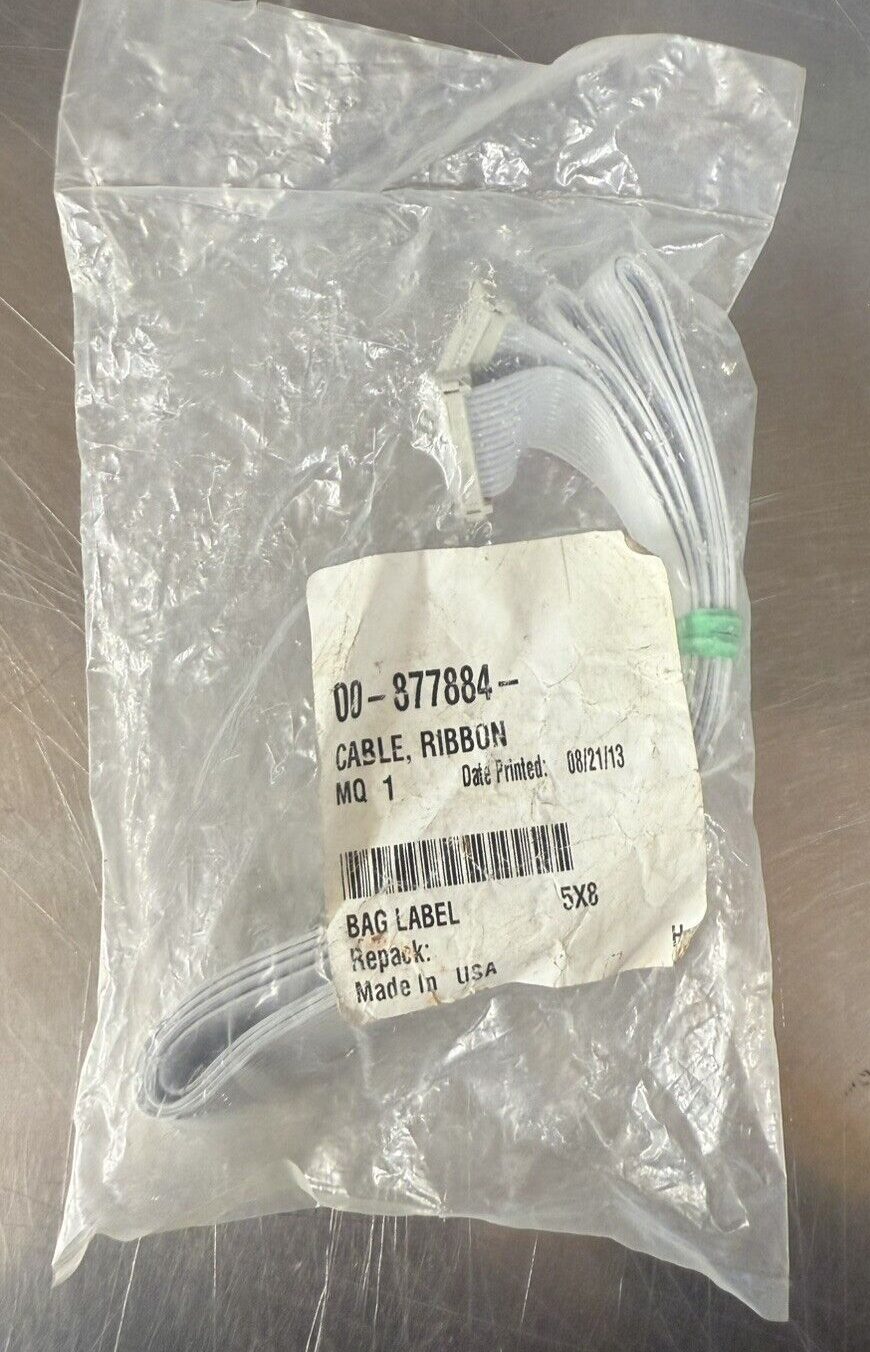 00-877884-
CABLE, RIBBON
MQ 1 Date Printed: 08/21/13
BAG LABEL 5X8
Repack: H
Made In USA